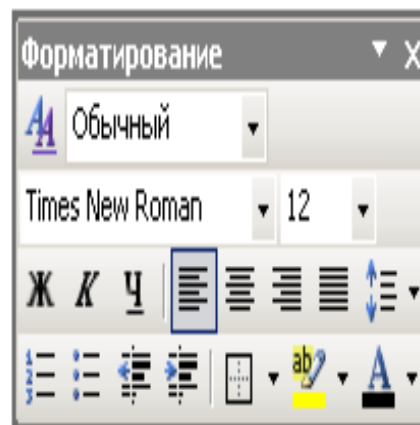 Форматирование
Обычный
Times New Roman 12
Ж К Ч